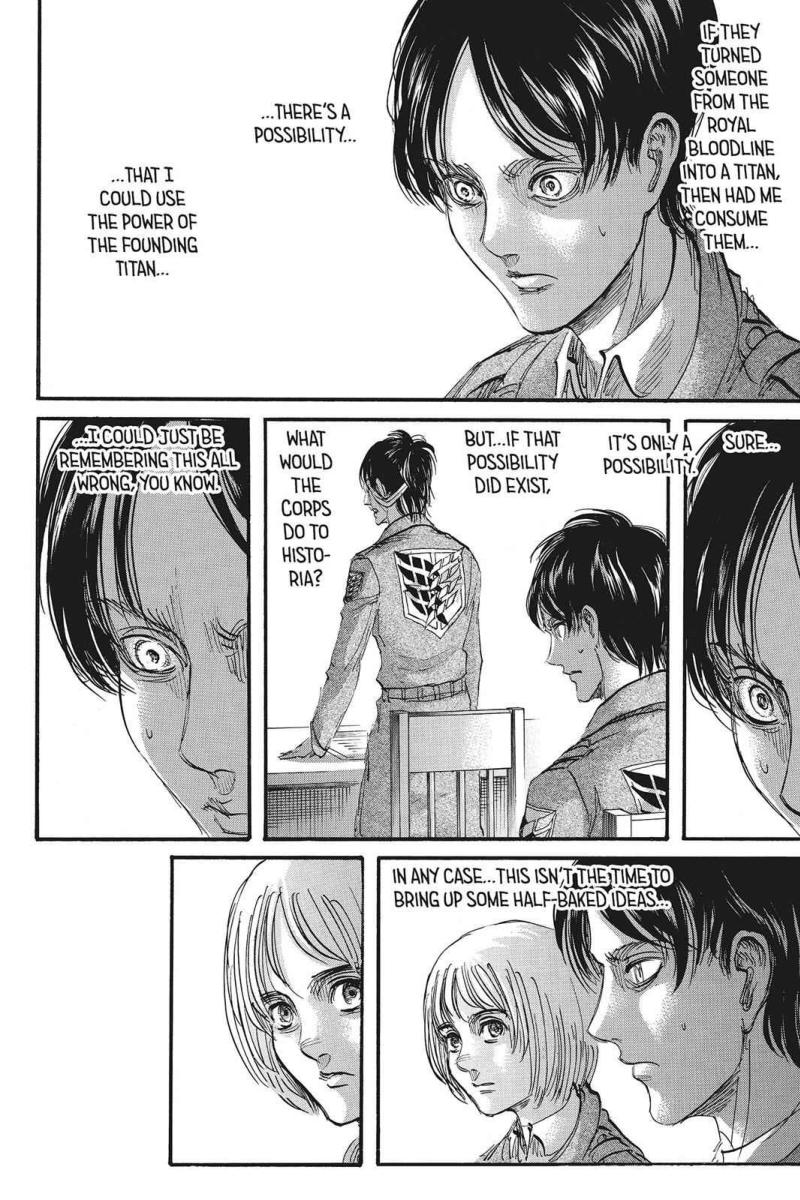 IF THEY
TURNED
SOMEONE
FROM THE
ROYAL
BLOODLINE
INTO A TITAN,
THEN HAD ME
CONSUME
THEM...
...THERE'S A
POSSIBILITY...
...THAT I
COULD USE
THE POWER OF
THE FOUNDING
TITAN...
SURE...
IT'S ONLY A
POSSIBILITY.
BUT...IF THAT
POSSIBILITY
DID EXIST,
WHAT
WOULD
THE
CORPS
DO TO
HISTO-
RIA?
...I COULD JUST BE
REMEMBERING THIS ALL
WRONG, YOU KNOW.
IN ANY CASE...THIS ISN'T THE TIME TO
BRING UP SOME HALF-BAKED IDEAS...